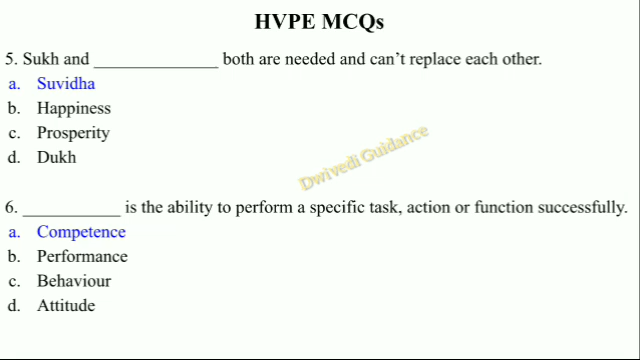 HVPE MCQs
5. Sukh and ______________ both are needed and can’t replace each other.
a. Suvidha
b. Happiness
c. Prosperity
d. Dukh
Dwivedi Guidance
6. ___________ is the ability to perform a specific task, action or function successfully.
a. Competence
b. Performance
c. Behaviour
d. Attitude